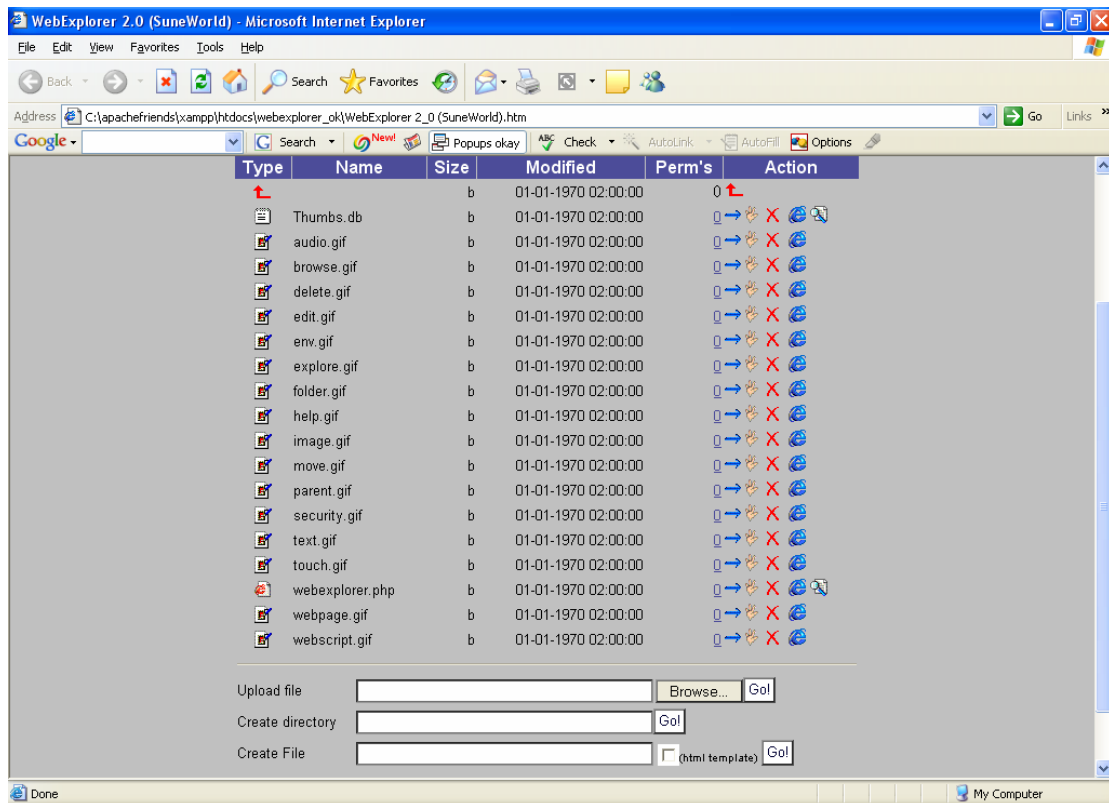 WebExplorer 2.0 (SuneWorld) - Microsoft Internet Explorer
File Edit View Favorites Tools Help
Back Search Favorites
Address C:\apachefriends\xampp\htdocs\webexplorer_ok\WebExplorer 2_0 (SuneWorld).htm Go Links »
Google G Search New! Popups okay ABC Check AutoLink AutoFill Options
Type Name Size Modified Perm's Action
b 01-01-1970 02:00:00 0
Thumbs.db b 01-01-1970 02:00:00 0
audio.gif b 01-01-1970 02:00:00 0
browse.gif b 01-01-1970 02:00:00 0
delete.gif b 01-01-1970 02:00:00 0
edit.gif b 01-01-1970 02:00:00 0
env.gif b 01-01-1970 02:00:00 0
explore.gif b 01-01-1970 02:00:00 0
folder.gif b 01-01-1970 02:00:00 0
help.gif b 01-01-1970 02:00:00 0
image.gif b 01-01-1970 02:00:00 0
move.gif b 01-01-1970 02:00:00 0
parent.gif b 01-01-1970 02:00:00 0
security.gif b 01-01-1970 02:00:00 0
text.gif b 01-01-1970 02:00:00 0
touch.gif b 01-01-1970 02:00:00 0
webexplorer.php b 01-01-1970 02:00:00 0
webpage.gif b 01-01-1970 02:00:00 0
webscript.gif b 01-01-1970 02:00:00 0
Upload file Browse... Go!
Create directory Go!
Create File (html template) Go!
Done My Computer